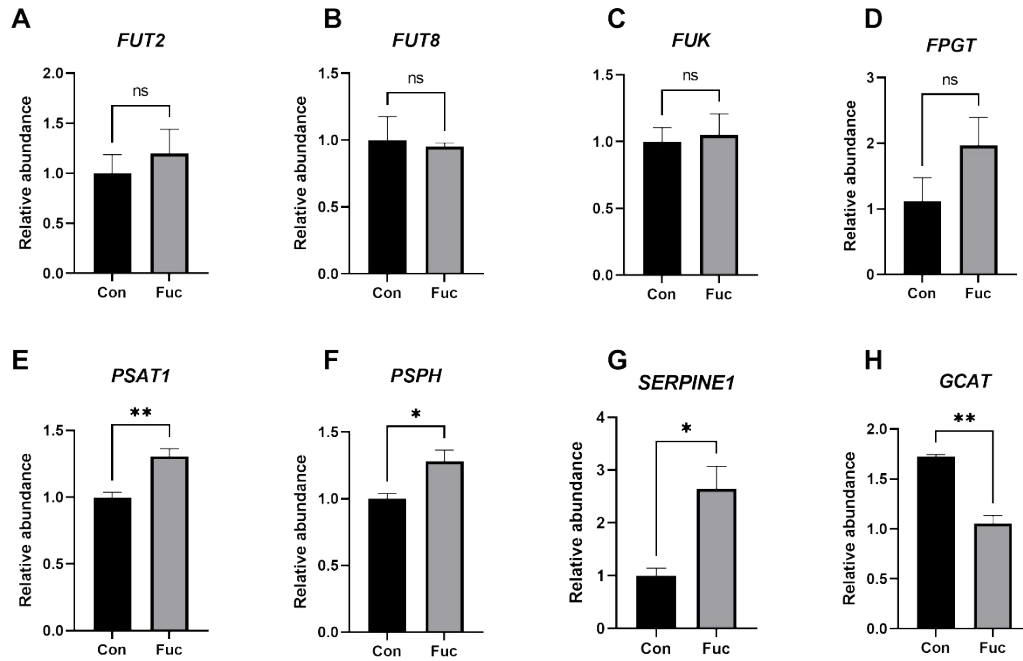 A
FUT2
Relative abundance
2.0
1.5
1.0
0.5
0.0
ns
Con
Fuc
B
FUT8
Relative abundance
1.5
1.0
0.5
0.0
ns
Con
Fuc
C
FUK
Relative abundance
1.5
1.0
0.5
0.0
ns
Con
Fuc
D
FPGT
Relative abundance
3
2
1
0
ns
Con
Fuc
E
PSAT1
Relative abundance
1.5
1.0
0.5
0.0
**
Con
Fuc
F
PSPH
Relative abundance
1.5
1.0
0.5
0.0
*
Con
Fuc
G
SERPINE1
Relative abundance
4
3
2
1
0
*
Con
Fuc
H
GCAT
Relative abundance
2.0
1.5
1.0
0.5
0.0
**
Con
Fuc